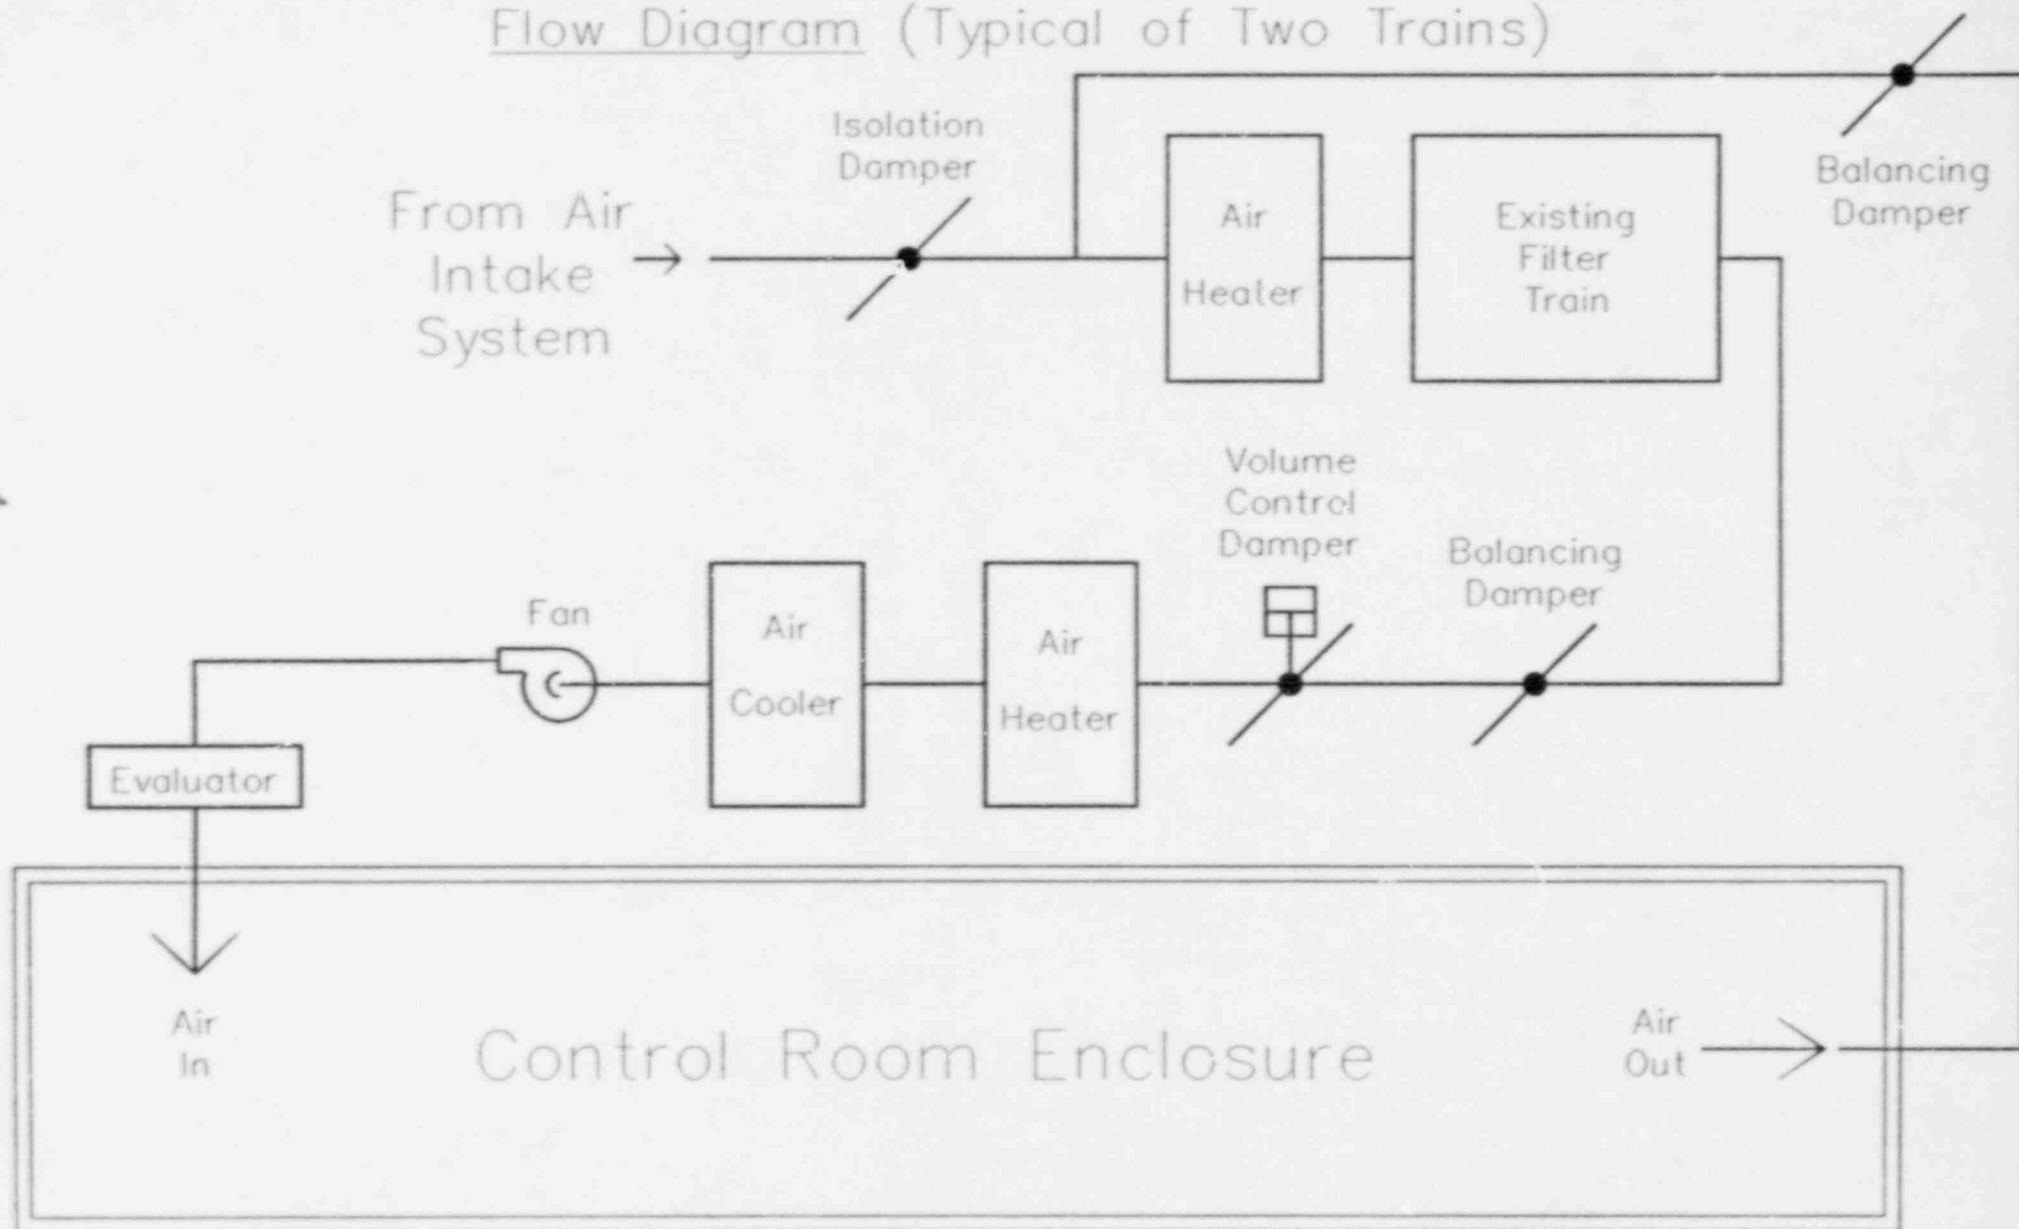 Flow Diagram (Typical of Two Trains)
Isolation
Damper
From Air
Intake
System
Air
Heater
Existing
Filter
Train
Balancing
Damper
Volume
Control
Damper
Balancing
Damper
Fan
Air
Cooler
Air
Heater
Evaluator
Air
In
Control Room Enclosure
Air
Out